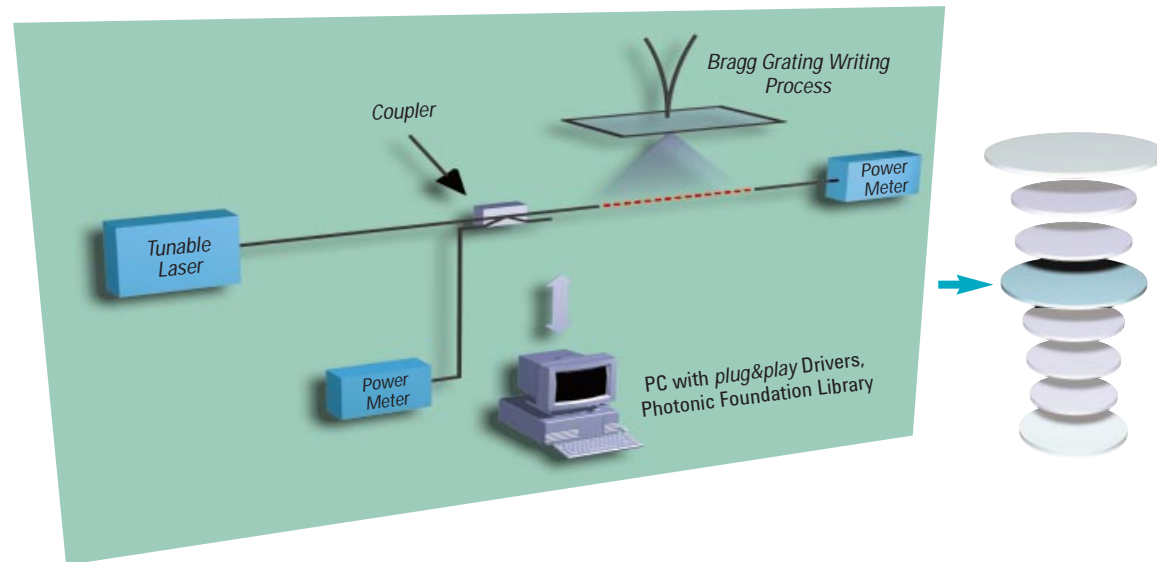 Bragg Grating Writing
Process
Coupler
Power
Meter
Tunable
Laser
Power
Meter
PC with plug&play Drivers,
Photonic Foundation Library